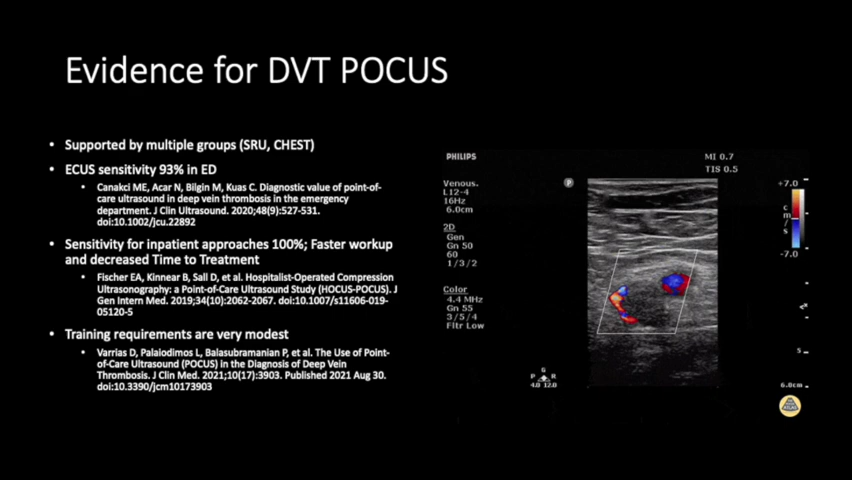 Evidence for DVT POCUS
• Supported by multiple groups (SRU, CHEST)
• ECUS sensitivity 93% in ED
• Canakci ME, Acar N, Bilgin M, Kuas C. Diagnostic value of point-of-
care ultrasound in deep vein thrombosis in the emergency
department. J Clin Ultrasound. 2020;48(9):527-531.
doi:10.1002/jcu.22892
• Sensitivity for inpatient approaches 100%; Faster workup
and decreased Time to Treatment
• Fischer EA, Kinnear B, Sall D, et al. Hospitalist-Operated Compression
Ultrasonography: a Point-of-Care Ultrasound Study (HOCUS-POCUS). J
Gen Intern Med. 2019;34(10):2062-2067. doi:10.1007/s11606-019-
05120-5
• Training requirements are very modest
• Varrias D, Palaiodimos L, Balasubramanian P, et al. The Use of Point-
of-Care Ultrasound (POCUS) in the Diagnosis of Deep Vein
Thrombosis. J Clin Med. 2021;10(17):3903. Published 2021 Aug 30.
doi:10.3390/jcm10173903
PHILIPS
MI 0.7
TIS 0.5
Venous.
L12-4
16Hz
6.0cm
P
+7.0
c
m
/
s
-7.0
2D
Gen
Gn 50
60
1/3/2
Color
4.4 MHz
Gn 55
3/5/4
Fltr Low
5
G
P R
4.0 12.0
6.0cm